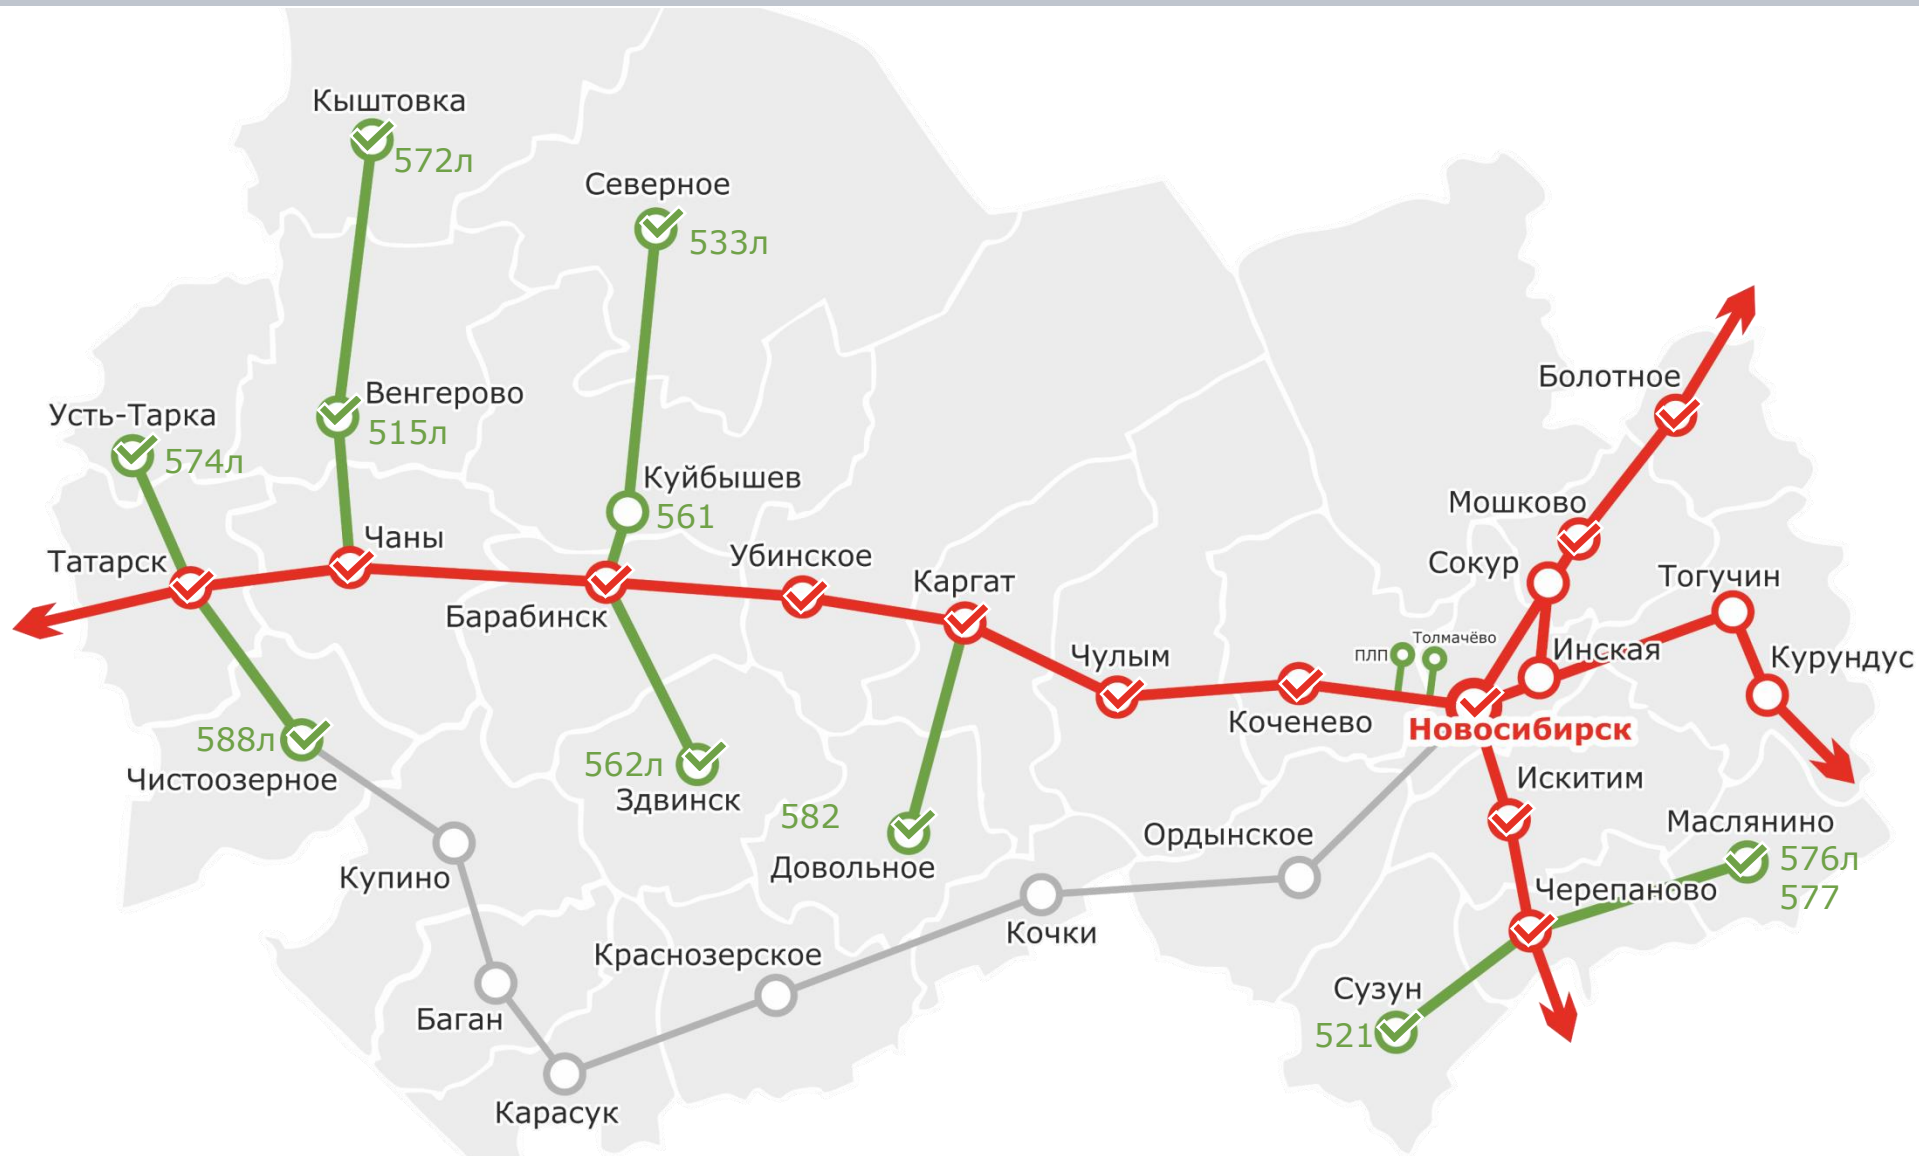 Кыштовка
572л
Северное
533л
Болотное
Венгерово
515л
Усть-Тарка
574л
Куйбышев
561
Мошково
Чаны
Татарск
Убинское
Сокур
Каргат
Тогучин
Барабинск
Толмачёво
ПЛП
Инская
Чулым
Курундус
Коченево
Новосибирск
588л
Чистоозерное
562л
Здвинск
Искитим
582
Довольное
Ордынское
Маслянино
576л
577
Купино
Черепаново
Кочки
Краснозерское
Сузун
521
Баган
Карасук